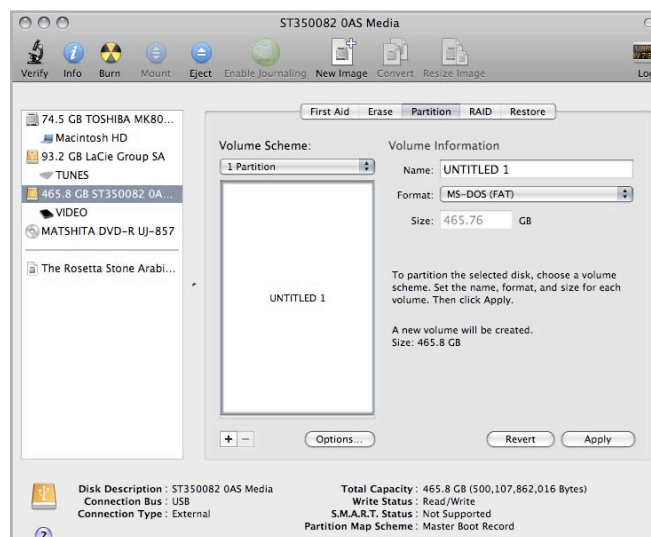 ST350082 0AS Media
Verify Info Burn Mount Eject Enable Journaling New Image Convert Resize Image
First Aid Erase Partition RAID Restore
74.5 GB TOSHIBA MK80...
Macintosh HD
93.2 GB LaCie Group SA
TUNES
465.8 GB ST350082 0A...
VIDEO
MATSHITA DVD-R UJ-857
The Rosetta Stone Arabi...
Volume Scheme:
1 Partition
UNTITLED 1
+ −
Options...
Volume Information
Name: UNTITLED 1
Format: MS-DOS (FAT)
Size: 465.76 GB
To partition the selected disk, choose a volume
scheme. Set the name, format, and size for each
volume. Then click Apply.
A new volume will be created.
Size: 465.8 GB
Revert Apply
Disk Description : ST350082 0AS Media
Connection Bus : USB
Connection Type : External
Total Capacity : 465.8 GB (500,107,862,016 Bytes)
Write Status : Read/Write
S.M.A.R.T. Status : Not Supported
Partition Map Scheme : Master Boot Record
?